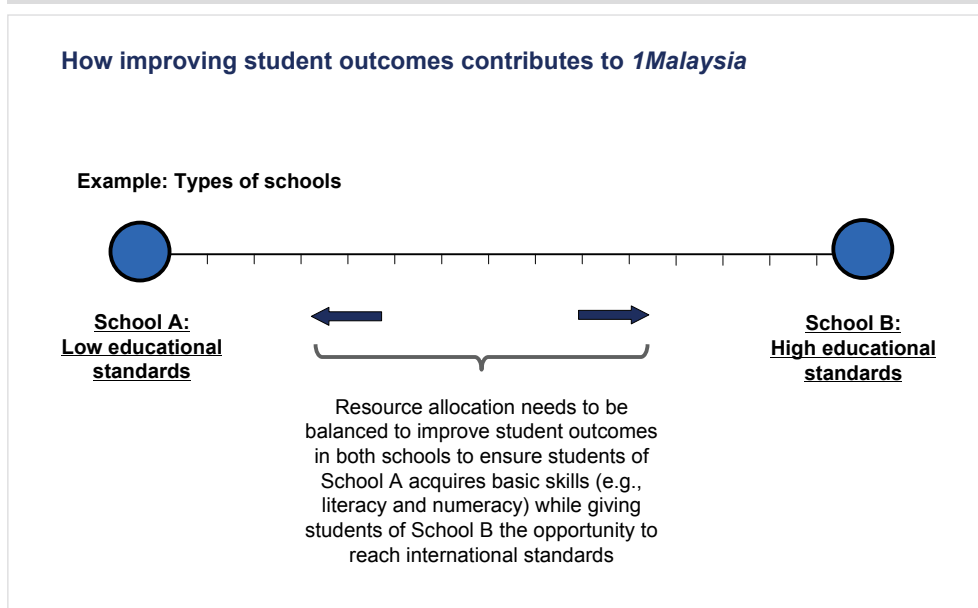 How improving student outcomes contributes to 1Malaysia
Example: Types of schools
School A:
Low educational
standards
School B:
High educational
standards
Resource allocation needs to be
balanced to improve student outcomes
in both schools to ensure students of
School A acquires basic skills (e.g.,
literacy and numeracy) while giving
students of School B the opportunity to
reach international standards